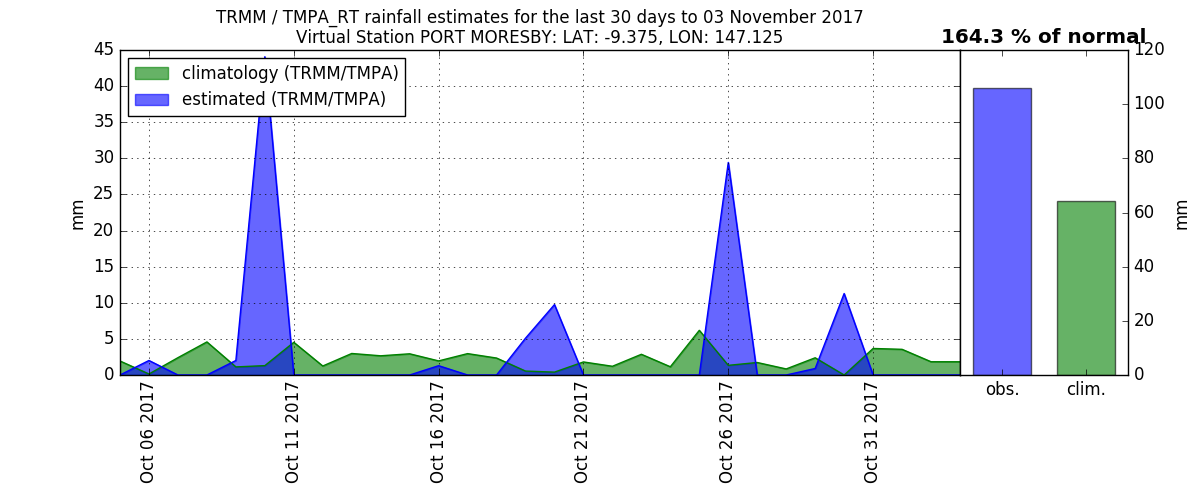 TRMM / TMPA_RT rainfall estimates for the last 30 days to 03 November 2017
Virtual Station PORT MORESBY: LAT: -9.375, LON: 147.125
164.3 % of normal
climatology (TRMM/TMPA)
estimated (TRMM/TMPA)
45
40
35
30
25
20
15
10
5
0
mm
Oct 06 2017
Oct 11 2017
Oct 16 2017
Oct 21 2017
Oct 26 2017
Oct 31 2017
obs.
clim.
120
100
80
60
40
20
0
mm